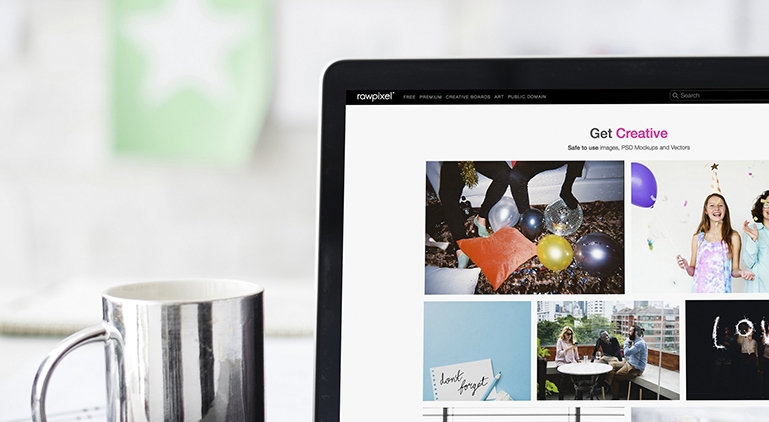 rawpixel
FREE PREMIUM CREATIVE BOARDS ART PUBLIC DOMAIN
Search
Get Creative
Safe to use images, PSD Mockups and Vectors
don't
forget